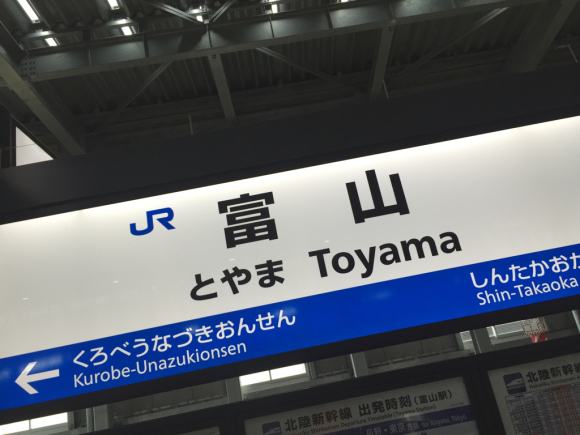 JR 富山
とやま Toyama
← くろべうなづきおんせん
Kurobe-Unazukionsen
しんたかおか
Shin-Takaoka
北陸新幹線 出発時刻(富山駅)
北陸新幹線